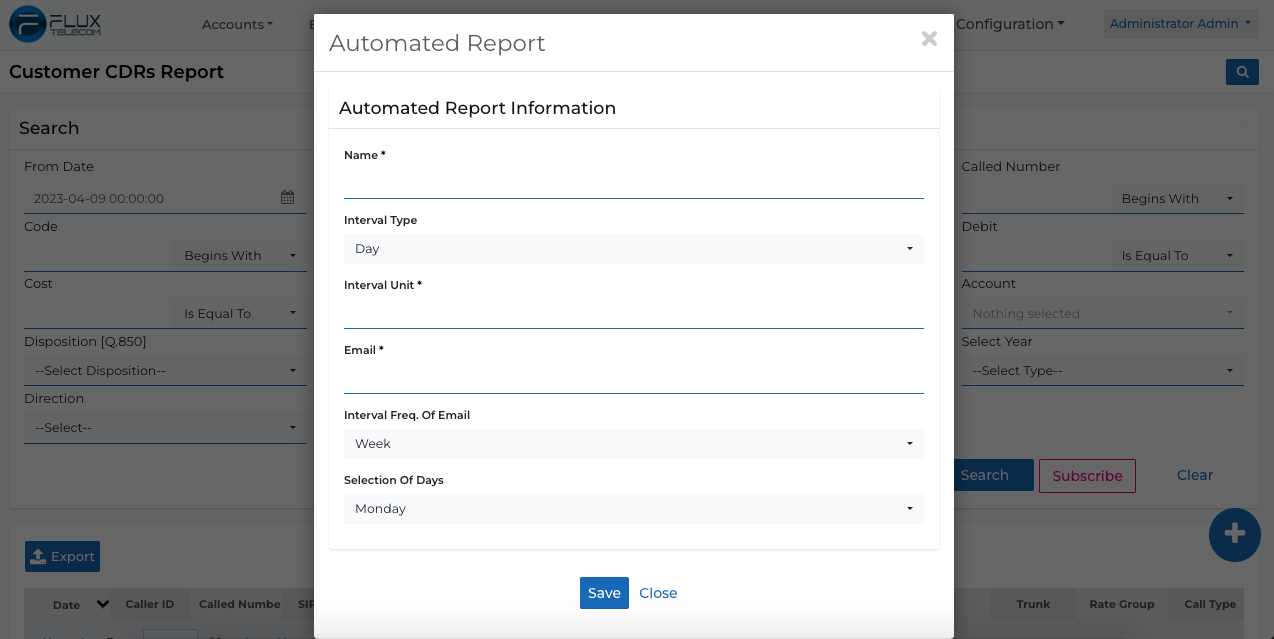 FLUX
TELECOM
Accounts
Configuration
Administrator Admin
Customer CDRs Report
Search
From Date
2023-04-09 00:00:00
Code
Begins With
Cost
Is Equal To
Disposition [Q.850]
--Select Disposition--
Direction
--Select--
Export
Date
Caller ID
Automated Report
×
Automated Report Information
Name *
Interval Type
Day
Interval Unit *
Email *
Interval Freq. Of Email
Week
Selection Of Days
Monday
Save Close
Called Number
Begins With
Debit
Is Equal To
Account
Nothing selected
Select Year
--Select Type--
Search Subscribe Clear
Trunk Rate Group Call Type